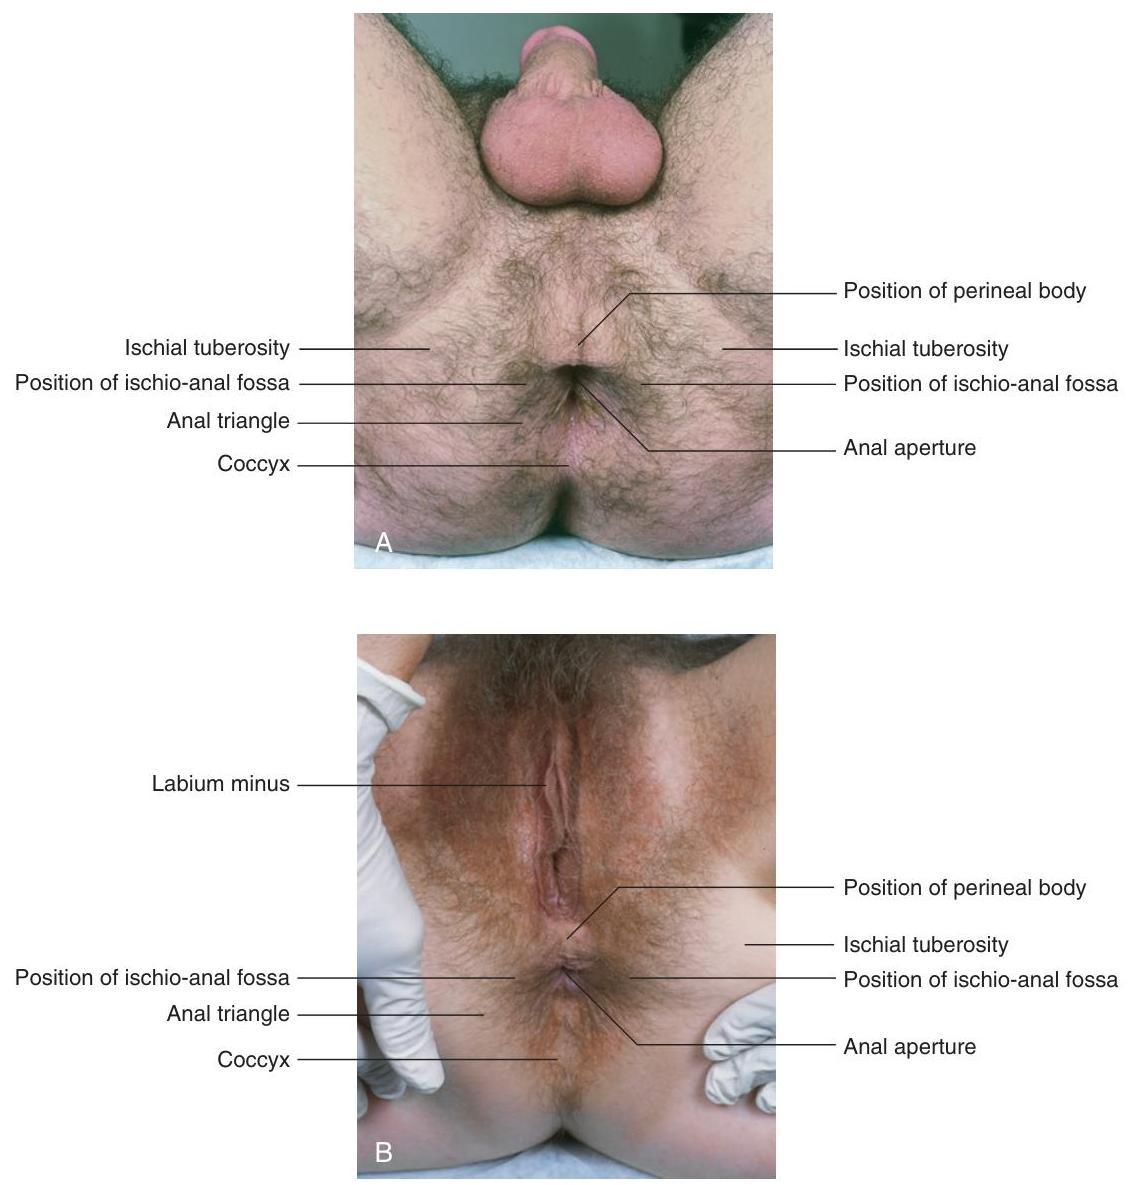 Position of perineal body
Ischial tuberosity
Ischial tuberosity
Position of ischio-anal fossa
Position of ischio-anal fossa
Anal triangle
Anal aperture
Coccyx
A
Labium minus
Position of perineal body
Ischial tuberosity
Position of ischio-anal fossa
Position of ischio-anal fossa
Anal triangle
Anal aperture
Coccyx
B